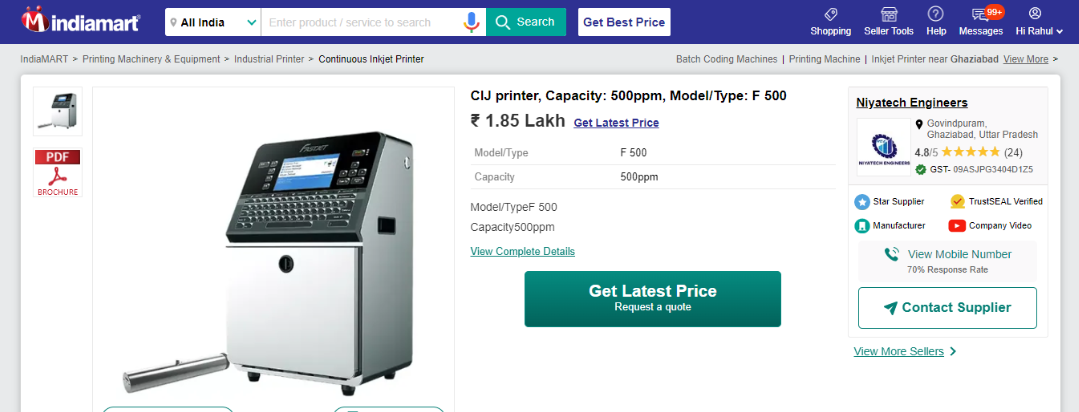 indiamart
All India
Enter product / service to search
Search
Get Best Price
Shopping
Seller Tools
Help
99+
Messages
Hi Rahul
IndiaMART > Printing Machinery & Equipment > Industrial Printer > Continuous Inkjet Printer
Batch Coding Machines | Printing Machine | Inkjet Printer near Ghaziabad View More >
PDF
BROCHURE
FASTJET
CIJ printer, Capacity: 500ppm, Model/Type: F 500
₹ 1.85 Lakh Get Latest Price
Model/Type F 500
Capacity 500ppm
Model/TypeF 500
Capacity500ppm
View Complete Details
Get Latest Price
Request a quote
Niyatech Engineers
NIYATECH ENGINEERS
Govindpuram,
Ghaziabad, Uttar Pradesh
4.8/5 (24)
GST- 09ASJPG3404D1Z5
Star Supplier
TrustSEAL Verified
Manufacturer
Company Video
View Mobile Number
70% Response Rate
Contact Supplier
View More Sellers >